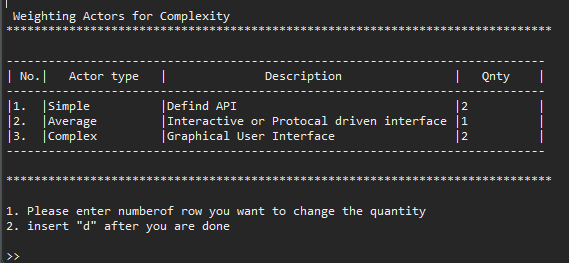 Weighting Actors for Complexity
******************************************************************************
-----------------------------------------------------------------------------
| No.|   Actor type   |              Description                |   Qnty    |
-----------------------------------------------------------------------------
|1.  |Simple          |Defind API                               |2          |
|2.  |Average         |Interactive or Protocal driven interface |1          |
|3.  |Complex         |Graphical User Interface                 |2          |
-----------------------------------------------------------------------------
******************************************************************************
1. Please enter numberof row you want to change the quantity
2. insert "d" after you are done
>>